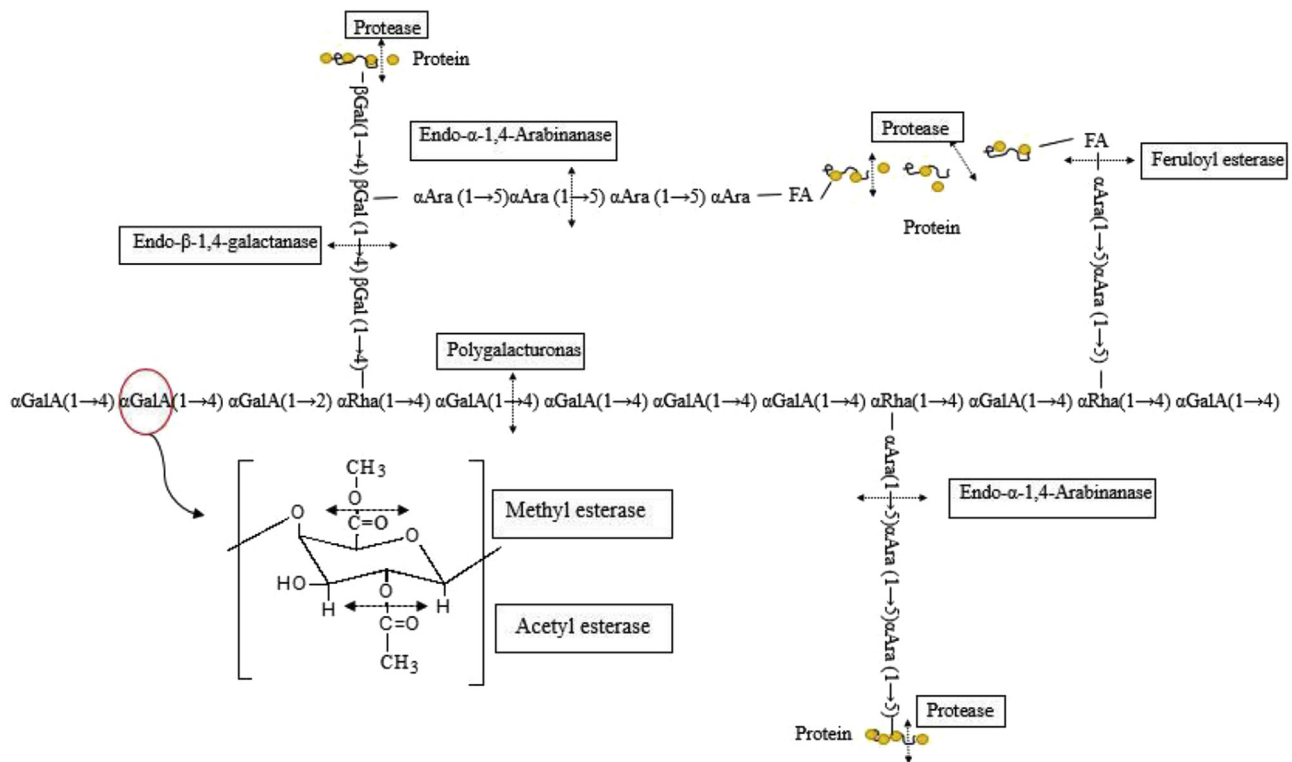 Protease
Protein
βGal(1→4) βGal (1→4) βGal (1→4)
Endo-α-1,4-Arabinanase
αAra (1→5)αAra (1→5) αAra (1→5) αAra
FA
Protease
Protein
FA
Feruloyl esterase
αAra(1→5)αAra (1→5)
Endo-β-1,4-galactanase
Polygalacturonas
αGalA(1→4) αGalA(1→4) αGalA(1→2) αRha(1→4) αGalA(1→4) αGalA(1→4) αGalA(1→4) αGalA(1→4) αRha(1→4) αGalA(1→4) αRha(1→4) αGalA(1→4)
CH3
O
C=O
O
O
HO
H
H
O
C=O
CH3
Methyl esterase
Acetyl esterase
αAra(1→5)αAra (1→5)αAra (1→5)
Endo-α-1,4-Arabinanase
Protein
Protease